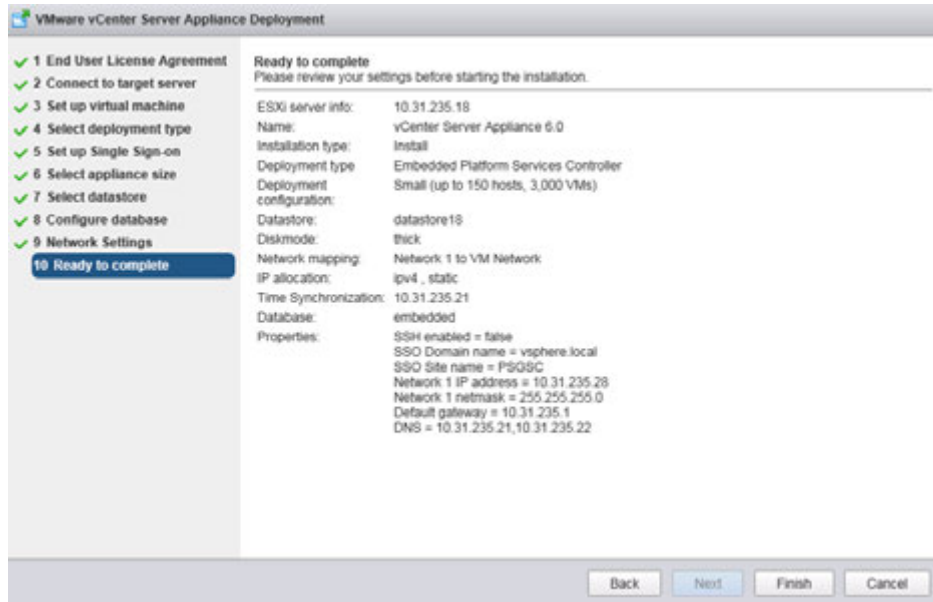 VMware vCenter Server Appliance Deployment
1 End User License Agreement
2 Connect to target server
3 Set up virtual machine
4 Select deployment type
5 Set up Single Sign-on
6 Select appliance size
7 Select datastore
8 Configure database
9 Network Settings
10 Ready to complete
Ready to complete
Please review your settings before starting the installation.
ESXi server info: 10.31.235.18
Name: vCenter Server Appliance 6.0
Installation type: Install
Deployment type Embedded Platform Services Controller
Deployment configuration: Small (up to 150 hosts, 3,000 VMs)
Datastore: datastore18
Diskmode: thick
Network mapping: Network 1 to VM Network
IP allocation: ipv4 , static
Time Synchronization: 10.31.235.21
Database: embedded
Properties: SSH enabled = false
SSO Domain name = vsphere.local
SSO Site name = PSGSC
Network 1 IP address = 10.31.235.28
Network 1 netmask = 255.255.255.0
Default gateway = 10.31.235.1
DNS = 10.31.235.21,10.31.235.22
Back Next Finish Cancel